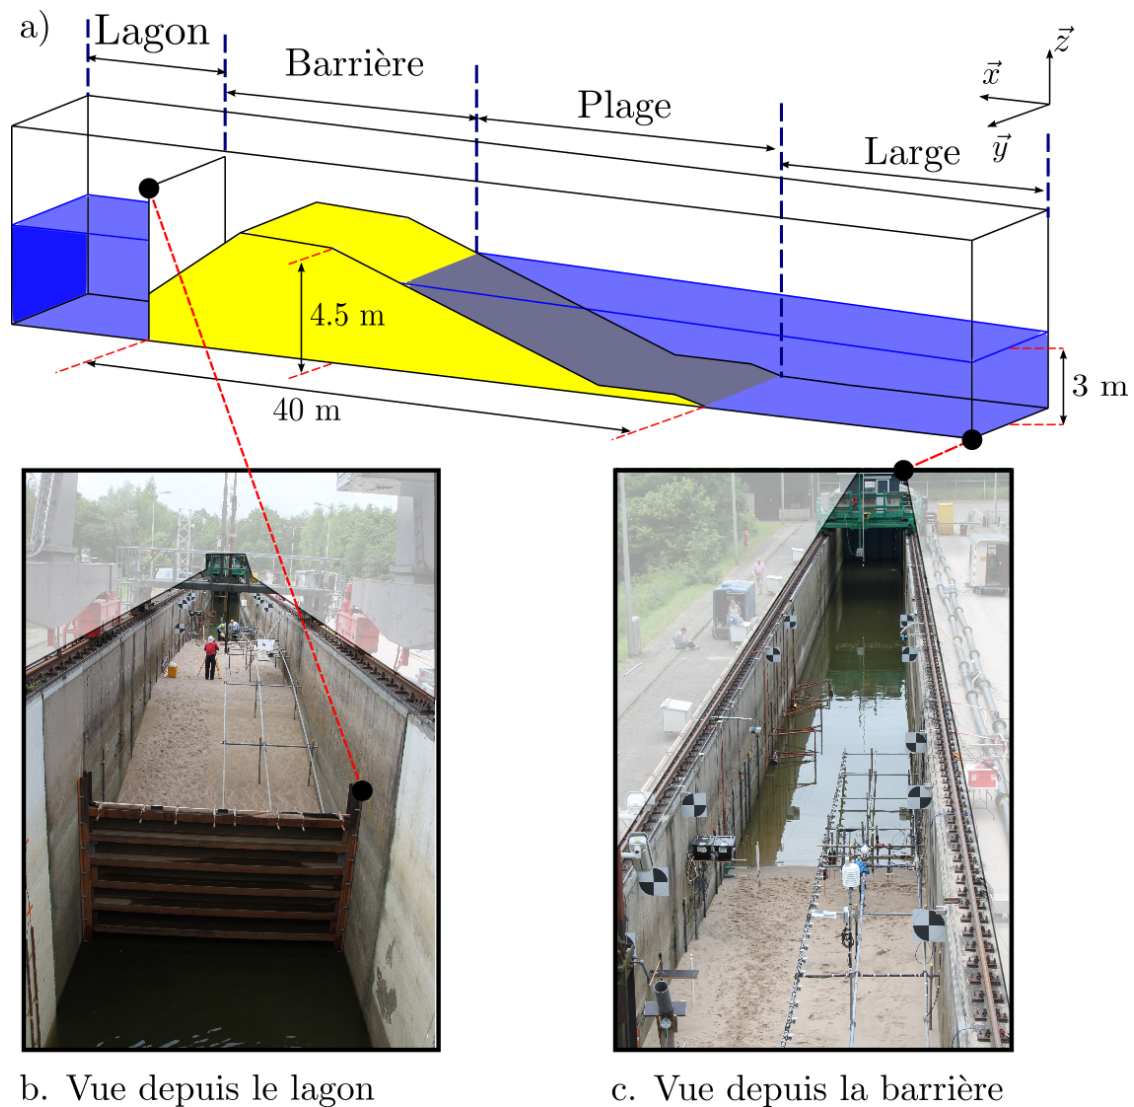 a)
Lagon
Barrière
Plage
Large
z
x
y
4.5 m
3 m
40 m
b. Vue depuis le lagon
c. Vue depuis la barrière